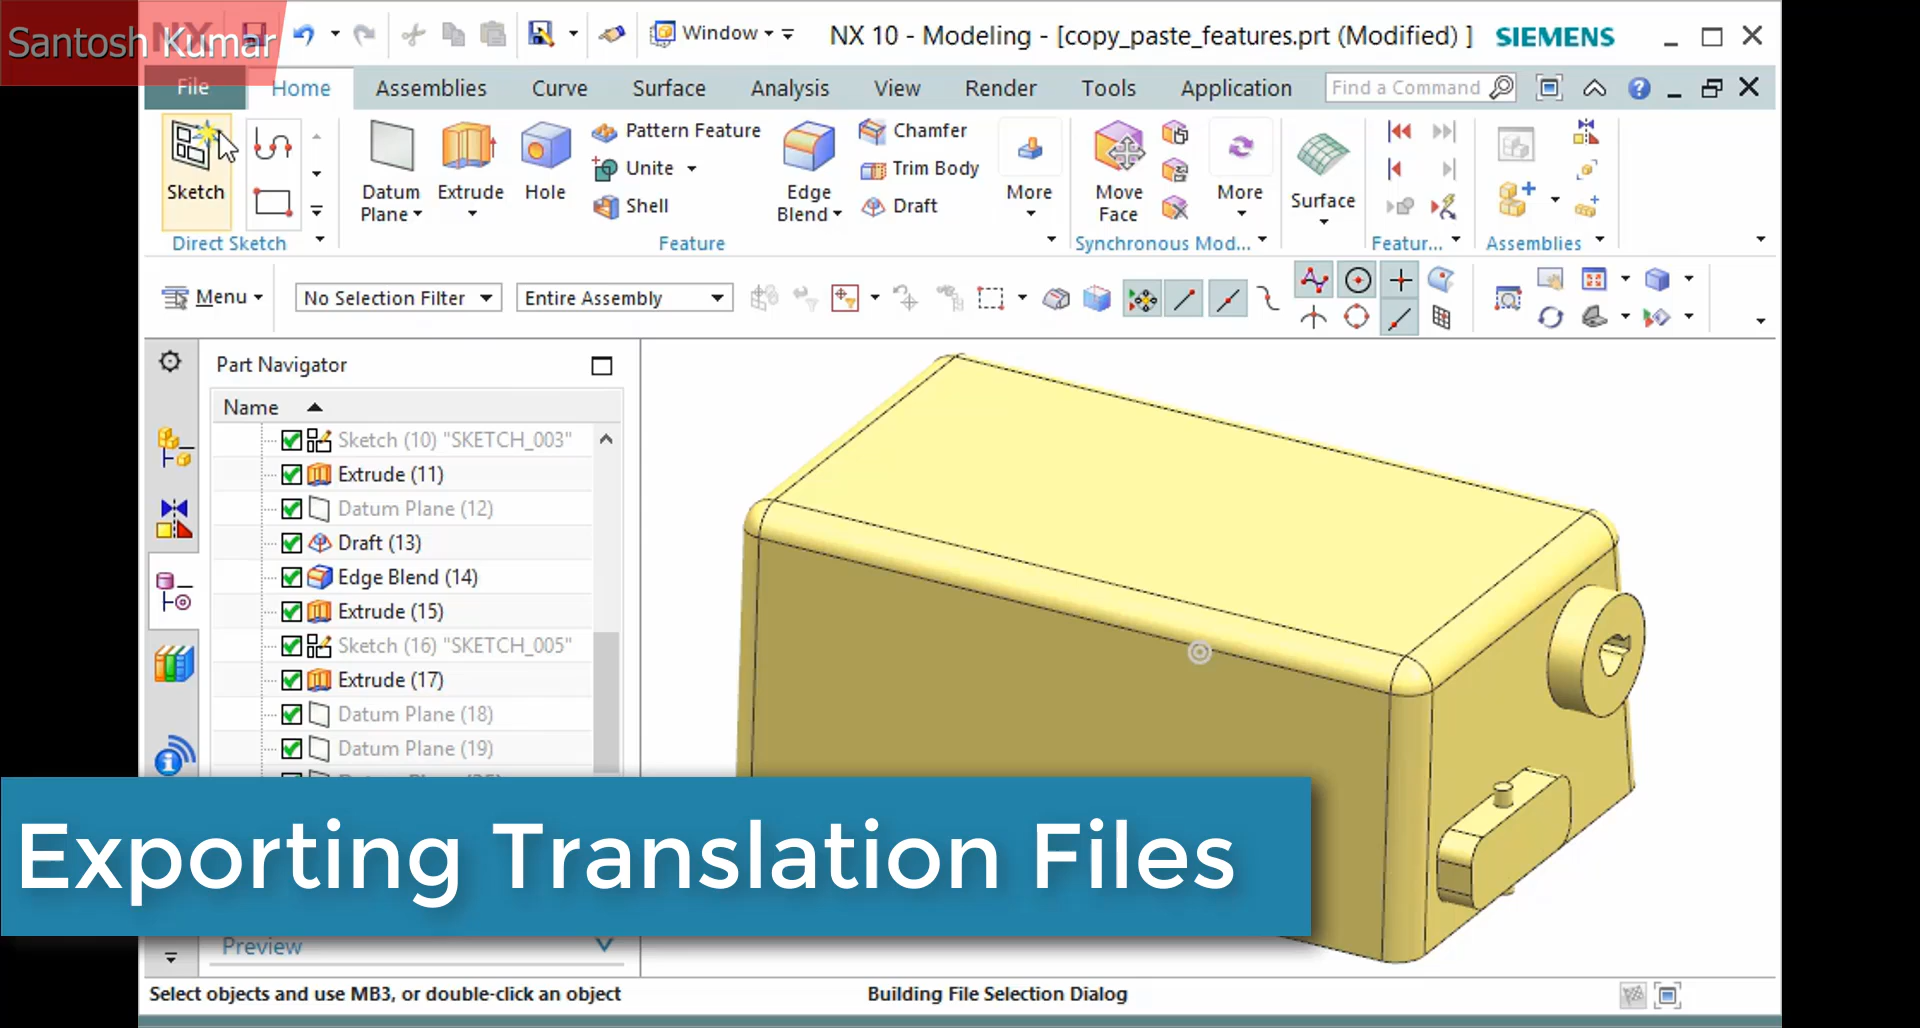 Santosh Kumar
NX
Window
NX 10 - Modeling - [copy_paste_features.prt (Modified) ]
SIEMENS
File
Home
Assemblies
Curve
Surface
Analysis
View
Render
Tools
Application
Find a Command
Sketch
Direct Sketch
Datum
Plane
Extrude
Hole
Pattern Feature
Unite
Shell
Edge
Blend
Chamfer
Trim Body
Draft
More
Feature
Move
Face
More
Synchronous Mod...
Surface
Featur...
Assemblies
Menu
No Selection Filter
Entire Assembly
Part Navigator
Name
Sketch (10) "SKETCH_003"
Extrude (11)
Datum Plane (12)
Draft (13)
Edge Blend (14)
Extrude (15)
Sketch (16) "SKETCH_005"
Extrude (17)
Datum Plane (18)
Datum Plane (19)
Exporting Translation Files
Preview
Select objects and use MB3, or double-click an object
Building File Selection Dialog